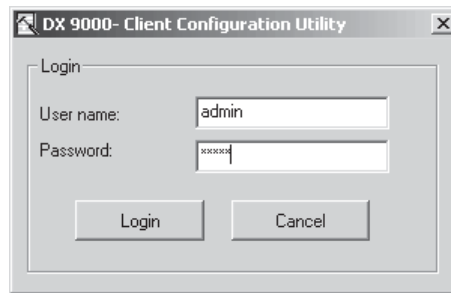 DX 9000- Client Configuration Utility
Login
User name:
admin
Password:
*****
Login
Cancel